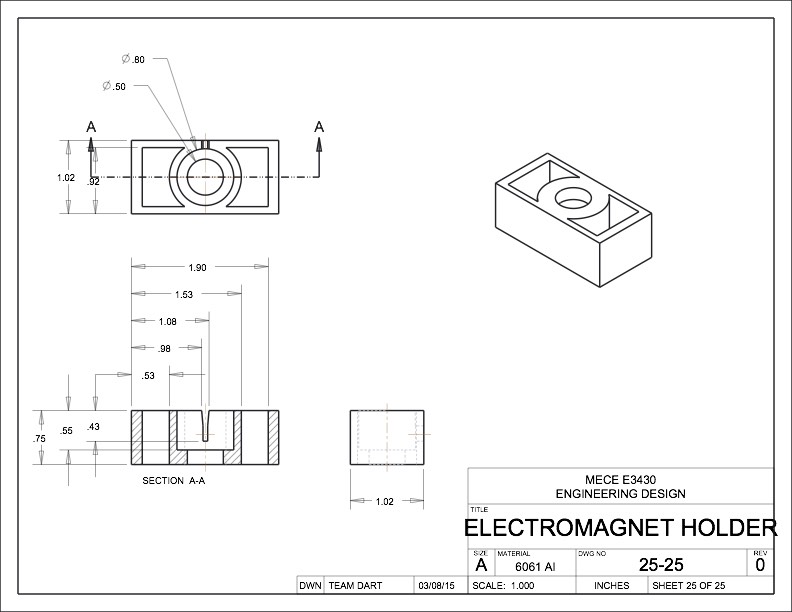 ⌀.80
⌀.50
A A
1.02 .92
1.90
1.53
1.08
.98
.53
.75 .55 .43
SECTION A-A
1.02
MECE E3430
ENGINEERING DESIGN
TITLE
ELECTROMAGNET HOLDER
SIZE MATERIAL DWG NO REV
A 6061 Al 25-25 0
DWN TEAM DART 03/08/15 SCALE: 1.000 INCHES SHEET 25 OF 25